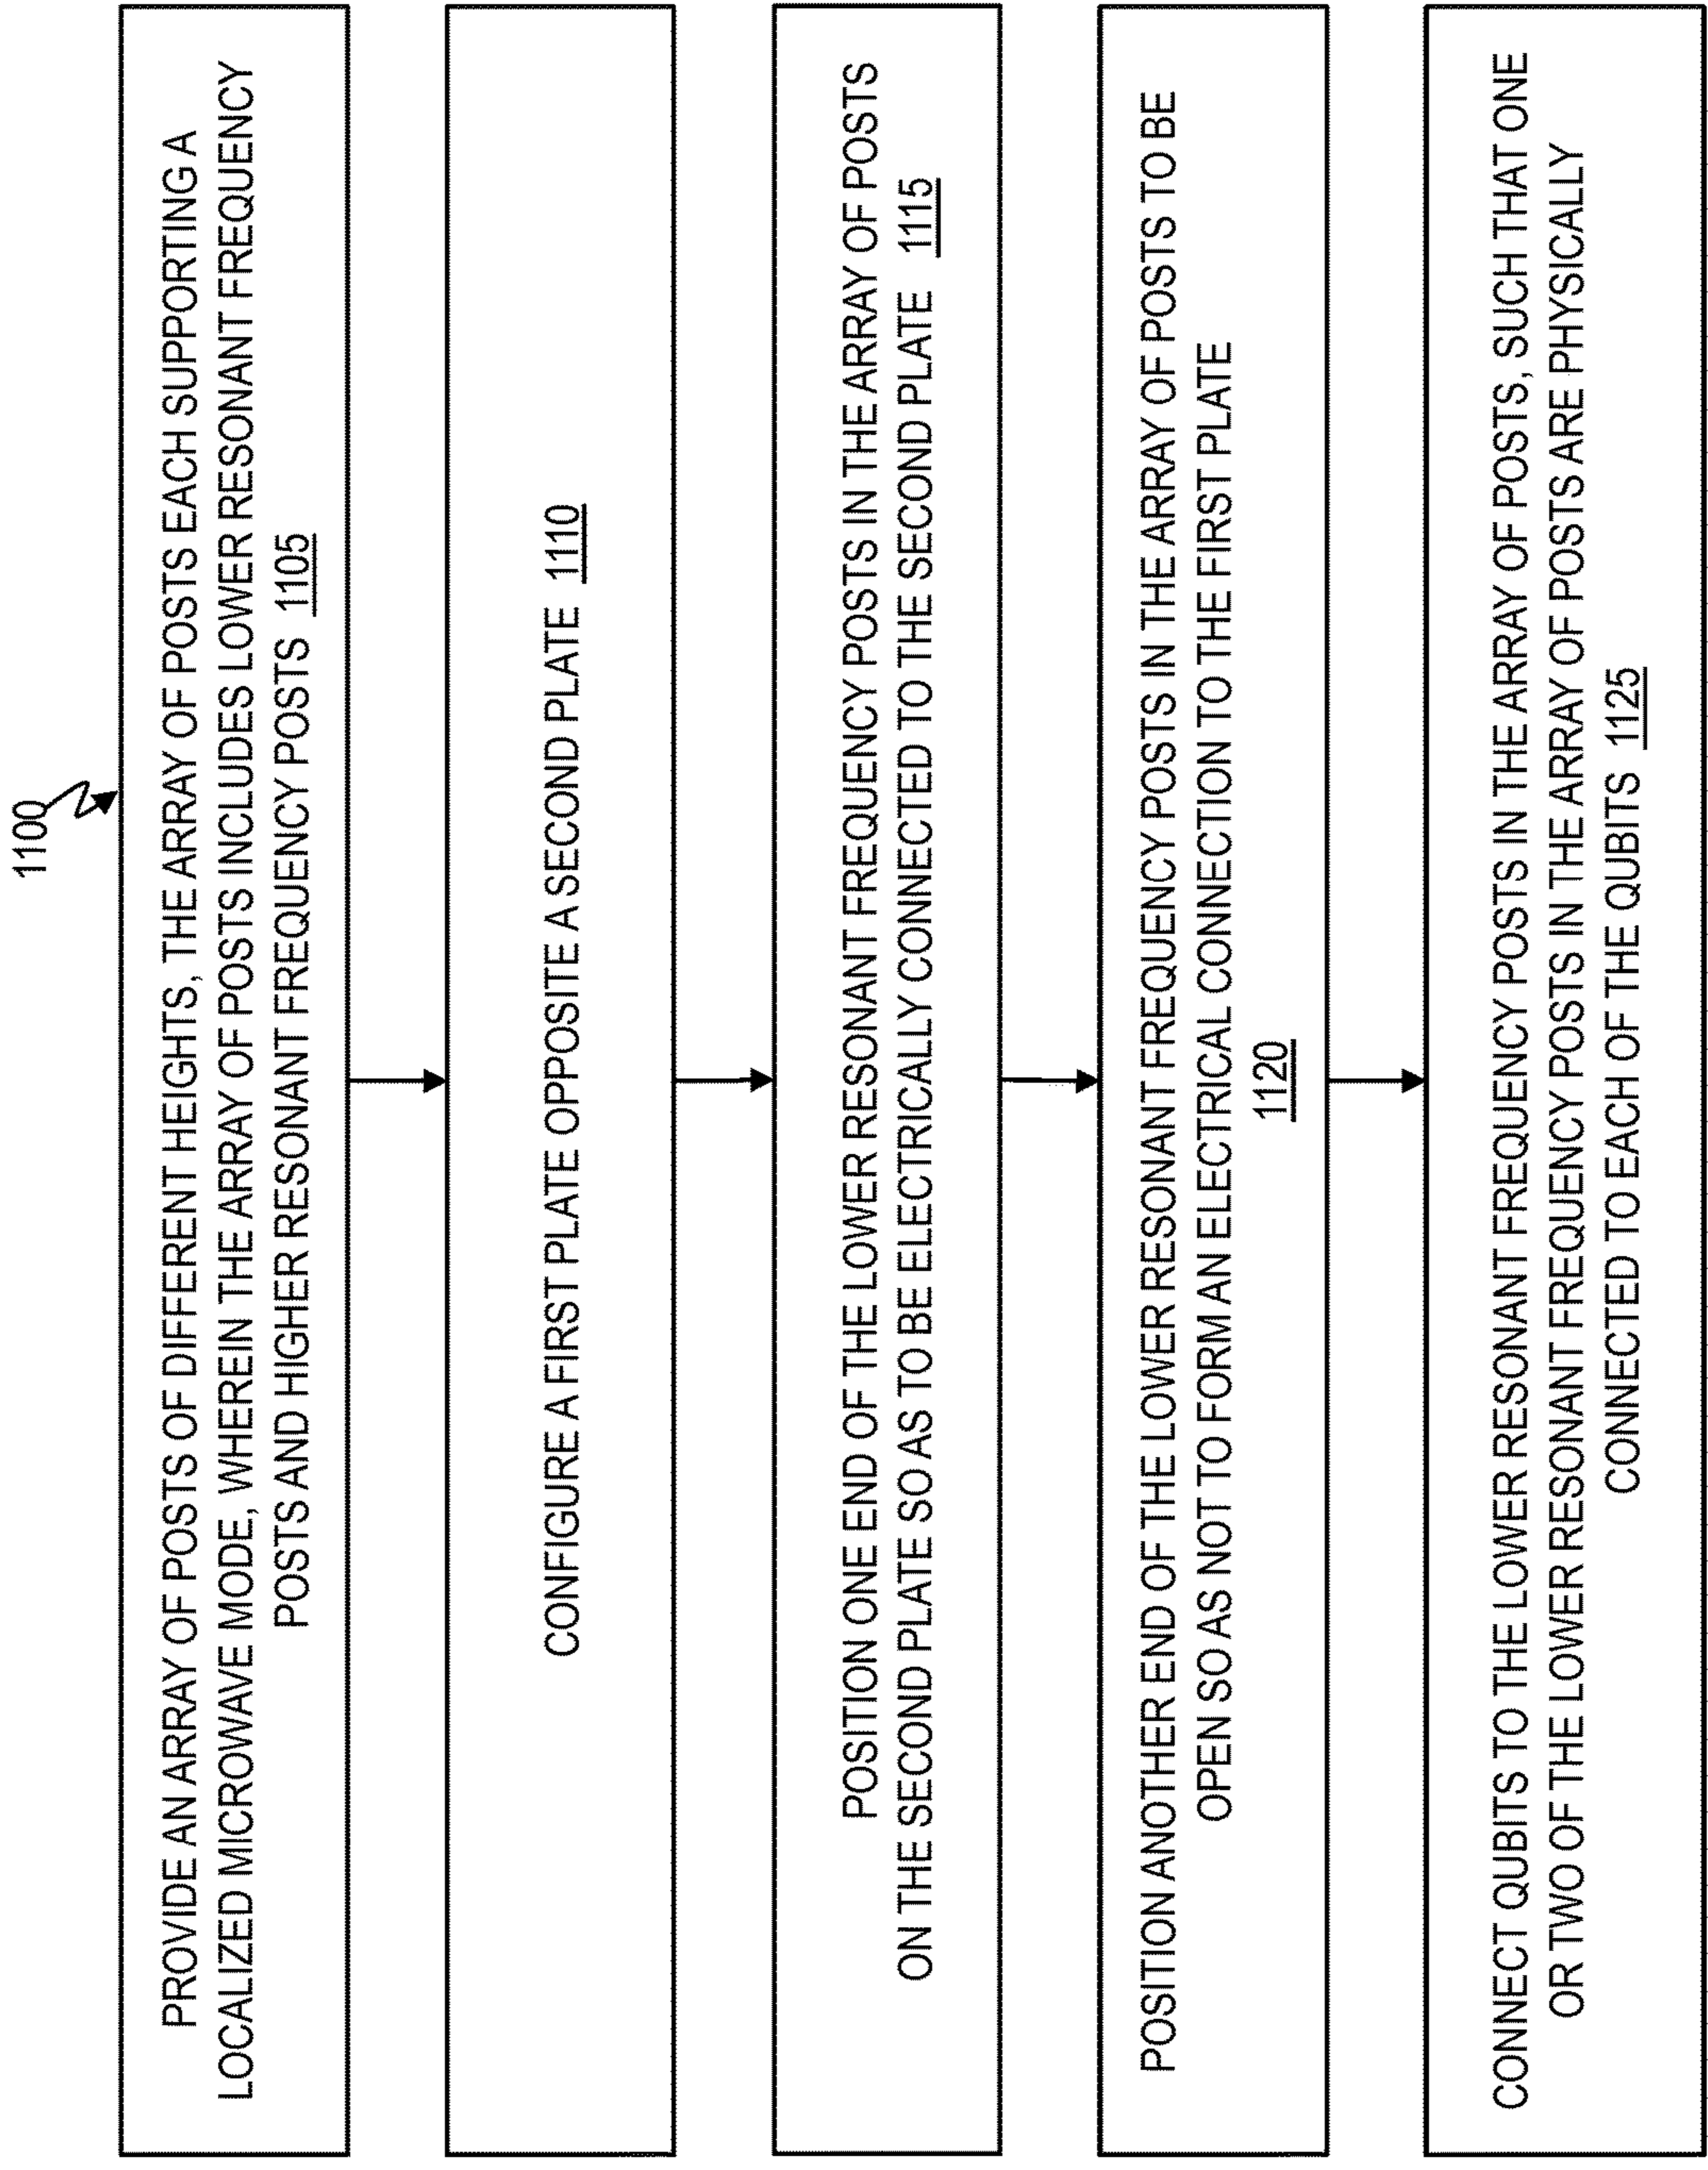 1100
PROVIDE AN ARRAY OF POSTS OF DIFFERENT HEIGHTS, THE ARRAY OF POSTS EACH SUPPORTING A
LOCALIZED MICROWAVE MODE, WHEREIN THE ARRAY OF POSTS INCLUDES LOWER RESONANT FREQUENCY
POSTS AND HIGHER RESONANT FREQUENCY POSTS 1105
CONFIGURE A FIRST PLATE OPPOSITE A SECOND PLATE 1110
POSITION ONE END OF THE LOWER RESONANT FREQUENCY POSTS IN THE ARRAY OF POSTS
ON THE SECOND PLATE SO AS TO BE ELECTRICALLY CONNECTED TO THE SECOND PLATE 1115
POSITION ANOTHER END OF THE LOWER RESONANT FREQUENCY POSTS IN THE ARRAY OF POSTS TO BE
OPEN SO AS NOT TO FORM AN ELECTRICAL CONNECTION TO THE FIRST PLATE
1120
CONNECT QUBITS TO THE LOWER RESONANT FREQUENCY POSTS IN THE ARRAY OF POSTS, SUCH THAT ONE
OR TWO OF THE LOWER RESONANT FREQUENCY POSTS IN THE ARRAY OF POSTS ARE PHYSICALLY
CONNECTED TO EACH OF THE QUBITS 1125